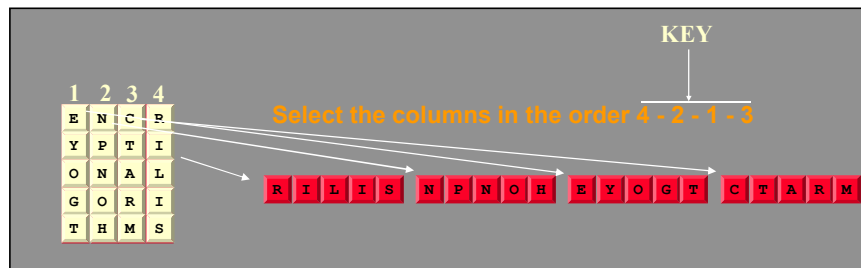 KEY
1 2 3 4
Select the columns in the order 4 - 2 - 1 - 3
E N C R
Y P T I
O N A L
G O R I
T H M S
R I L I S N P N O H E Y O G T C T A R M